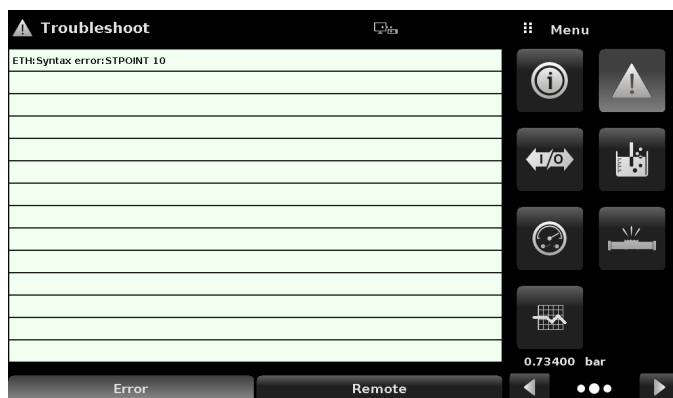 Troubleshoot
Menu
ETH:Syntax error:STPOINT 10
I/O
0.73400 bar
Error
Remote